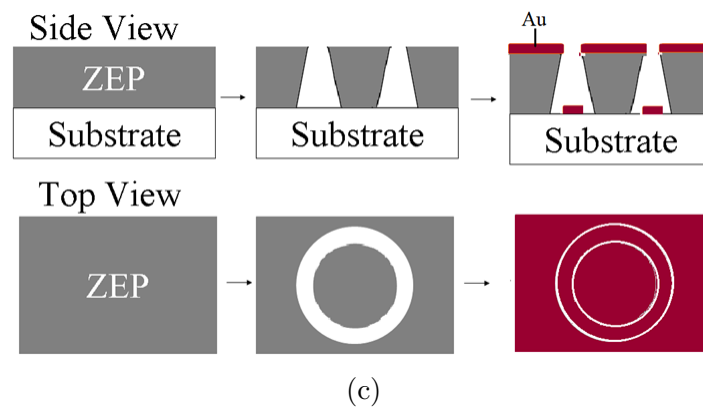 Side View
Au
ZEP
Substrate
Substrate
Substrate
Top View
ZEP
(c)